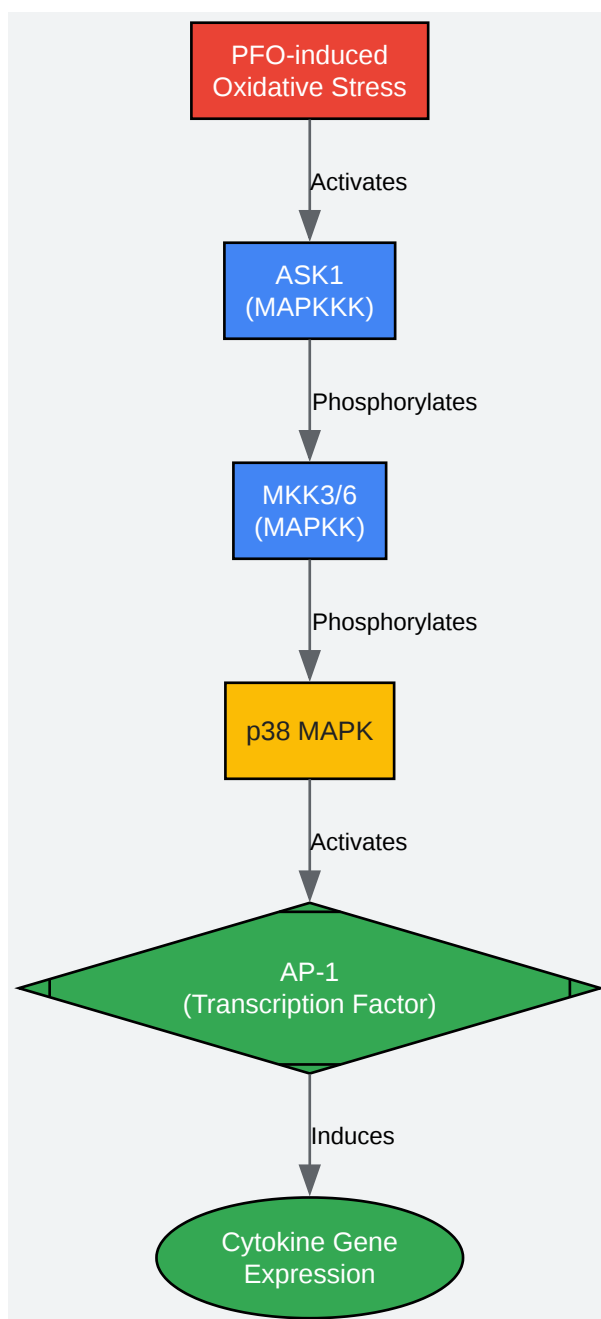 PFO-induced
Oxidative Stress
Activates
ASK1
(MAPKKK)
Phosphorylates
MKK3/6
(MAPKK)
Phosphorylates
p38 MAPK
Activates
AP-1
(Transcription Factor)
Induces
Cytokine Gene
Expression